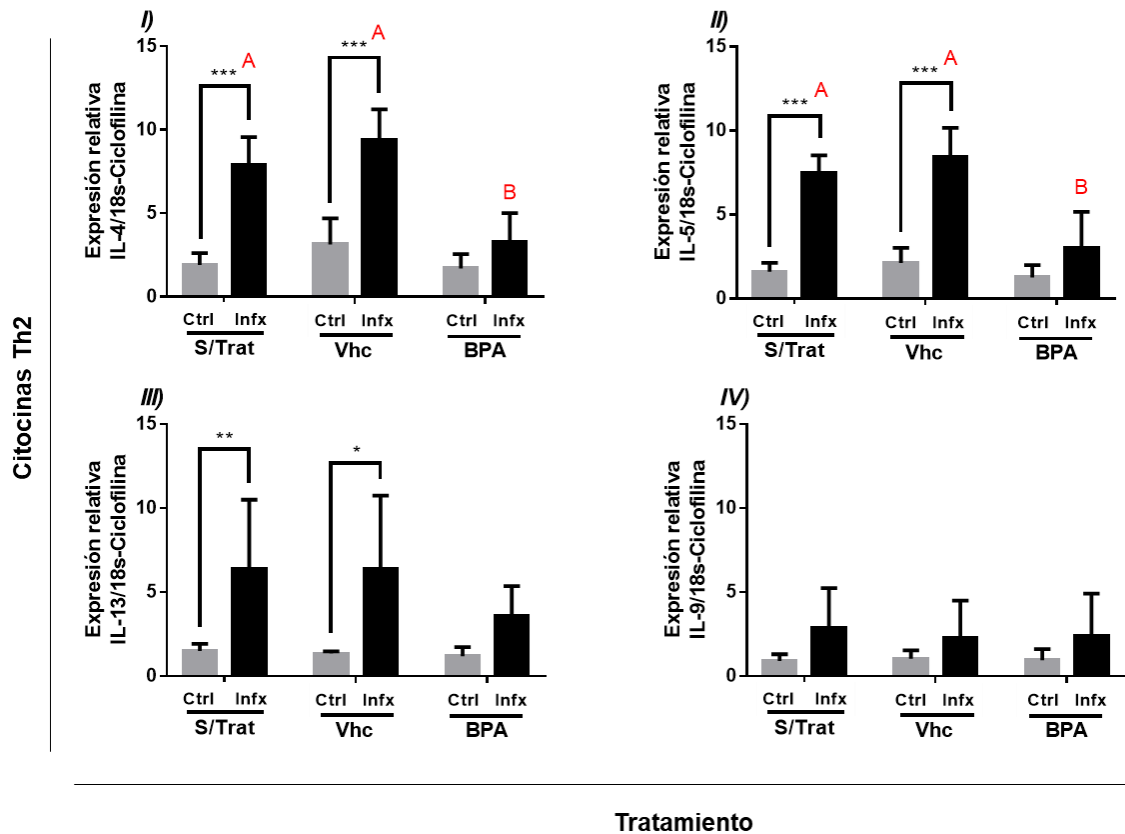 Citocinas Th2
I)
Expresión relativa
IL-4/18s-Ciclofilina
15
10
5
0
***
A
***
A
B
Ctrl Infx Ctrl Infx Ctrl Infx
S/Trat Vhc BPA
II)
Expresión relativa
IL-5/18s-Ciclofilina
15
10
5
0
***
A
***
A
B
Ctrl Infx Ctrl Infx Ctrl Infx
S/Trat Vhc BPA
III)
Expresión relativa
IL-13/18s-Ciclofilina
15
10
5
0
**
*
Ctrl Infx Ctrl Infx Ctrl Infx
S/Trat Vhc BPA
IV)
Expresión relativa
IL-9/18s-Ciclofilina
15
10
5
0
Ctrl Infx Ctrl Infx Ctrl Infx
S/Trat Vhc BPA
Tratamiento